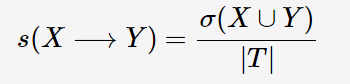 s(X ⟶ Y) = σ(X ∪ Y) / |T|